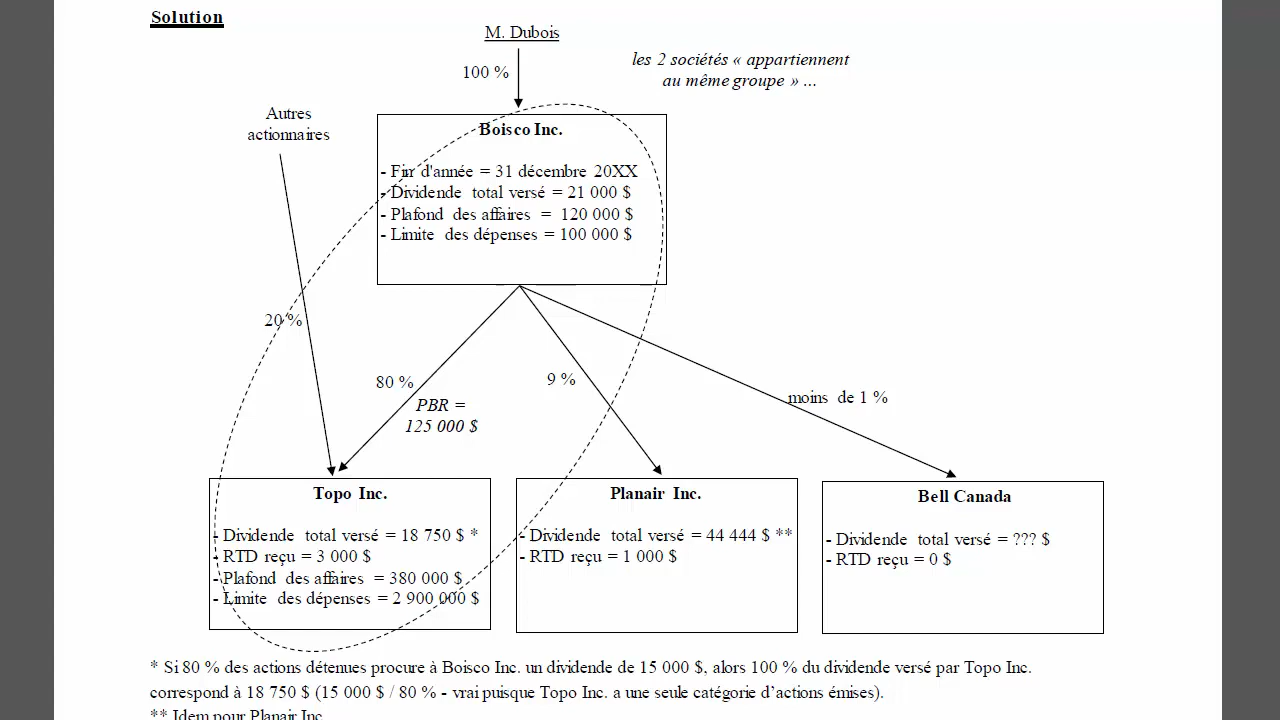 Solution
M. Dubois
100 %
les 2 sociétés « appartiennent
au même groupe » ...
Autres
actionnaires
Boisco Inc.
- Fin d'année = 31 décembre 20XX
- Dividende total versé = 21 000 $
- Plafond des affaires = 120 000 $
- Limite des dépenses = 100 000 $
20 %
80 %
PBR =
125 000 $
9 %
moins de 1 %
Topo Inc.
- Dividende total versé = 18 750 $ *
- RTD reçu = 3 000 $
- Plafond des affaires = 380 000 $
- Limite des dépenses = 2 900 000 $
Planair Inc.
- Dividende total versé = 44 444 $ **
- RTD reçu = 1 000 $
Bell Canada
- Dividende total versé = ??? $
- RTD reçu = 0 $
* Si 80 % des actions détenues procure à Boisco Inc. un dividende de 15 000 $, alors 100 % du dividende versé par Topo Inc.
correspond à 18 750 $ (15 000 $ / 80 % - vrai puisque Topo Inc. a une seule catégorie d'actions émises).
** Idem pour Planair Inc